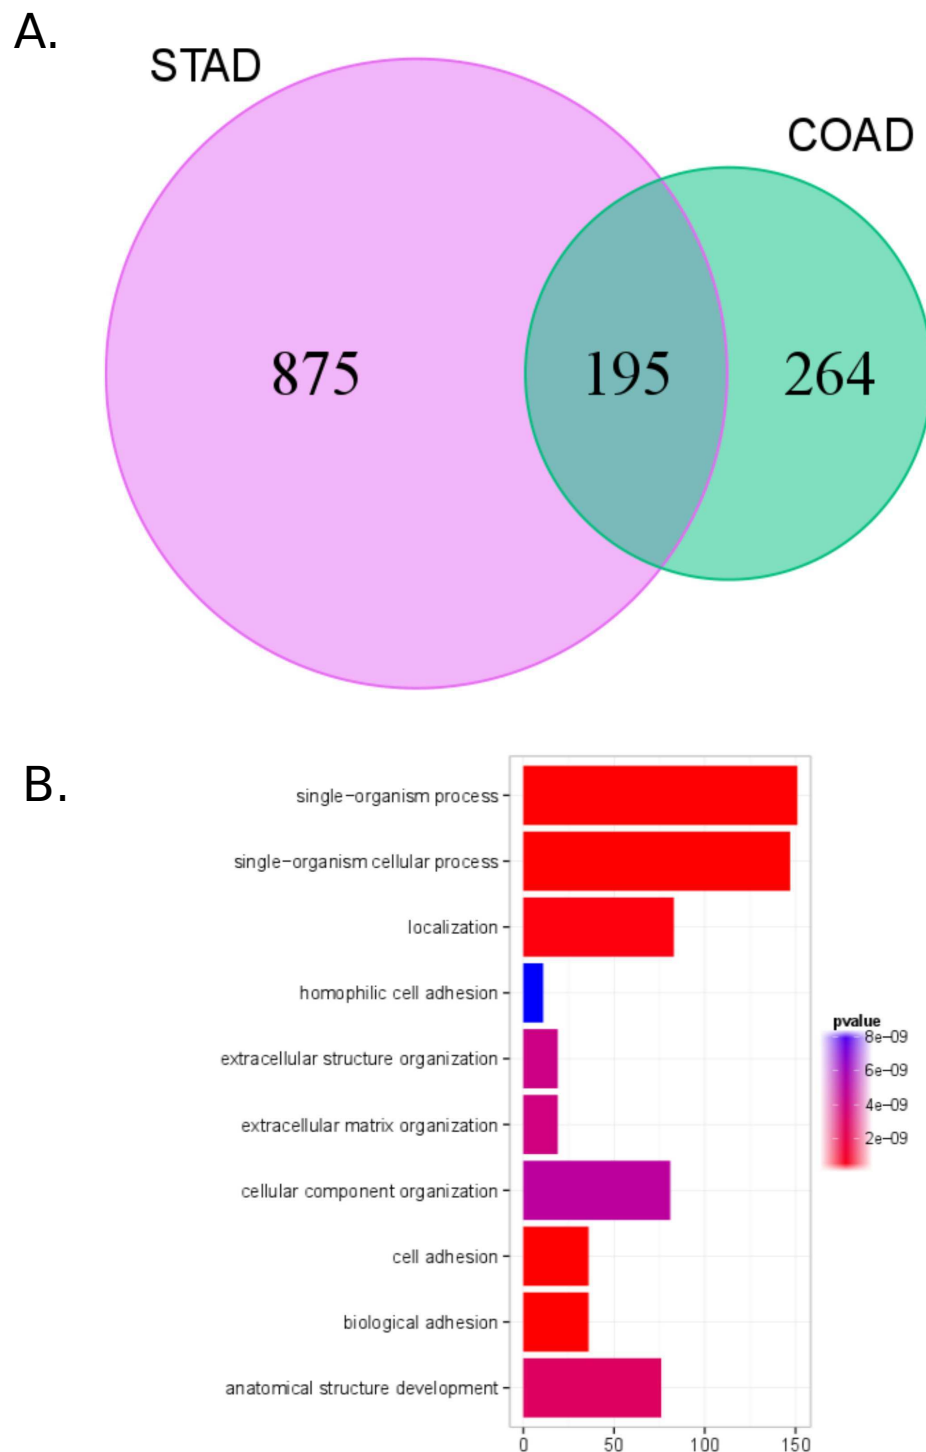 A.
STAD
COAD
875 195 264
B.
single−organism process
single−organism cellular process
localization
homophilic cell adhesion
extracellular structure organization
extracellular matrix organization
cellular component organization
cell adhesion
biological adhesion
anatomical structure development
0 50 100 150
pvalue
8e−09
6e−09
4e−09
2e−09